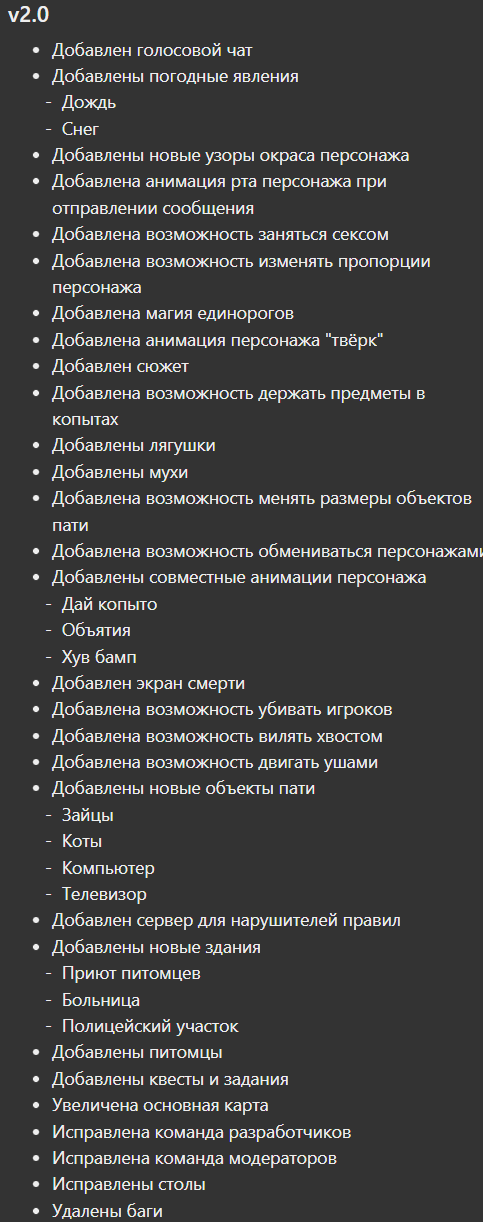 v2.0
• Добавлен голосовой чат
• Добавлены погодные явления
- Дождь
- Снег
• Добавлены новые узоры окраса персонажа
• Добавлена анимация рта персонажа при
отправлении сообщения
• Добавлена возможность заняться сексом
• Добавлена возможность изменять пропорции
персонажа
• Добавлена магия единорогов
• Добавлена анимация персонажа "твёрк"
• Добавлен сюжет
• Добавлена возможность держать предметы в
копытах
• Добавлены лягушки
• Добавлены мухи
• Добавлена возможность менять размеры объектов
пати
• Добавлена возможность обмениваться персонажами
• Добавлены совместные анимации персонажа
- Дай копыто
- Объятия
- Хув бамп
• Добавлен экран смерти
• Добавлена возможность убивать игроков
• Добавлена возможность вилять хвостом
• Добавлена возможность двигать ушами
• Добавлены новые объекты пати
- Зайцы
- Коты
- Компьютер
- Телевизор
• Добавлен сервер для нарушителей правил
• Добавлены новые здания
- Приют питомцев
- Больница
- Полицейский участок
• Добавлены питомцы
• Добавлены квесты и задания
• Увеличена основная карта
• Исправлена команда разработчиков
• Исправлена команда модераторов
• Исправлены столы
• Удалены баги